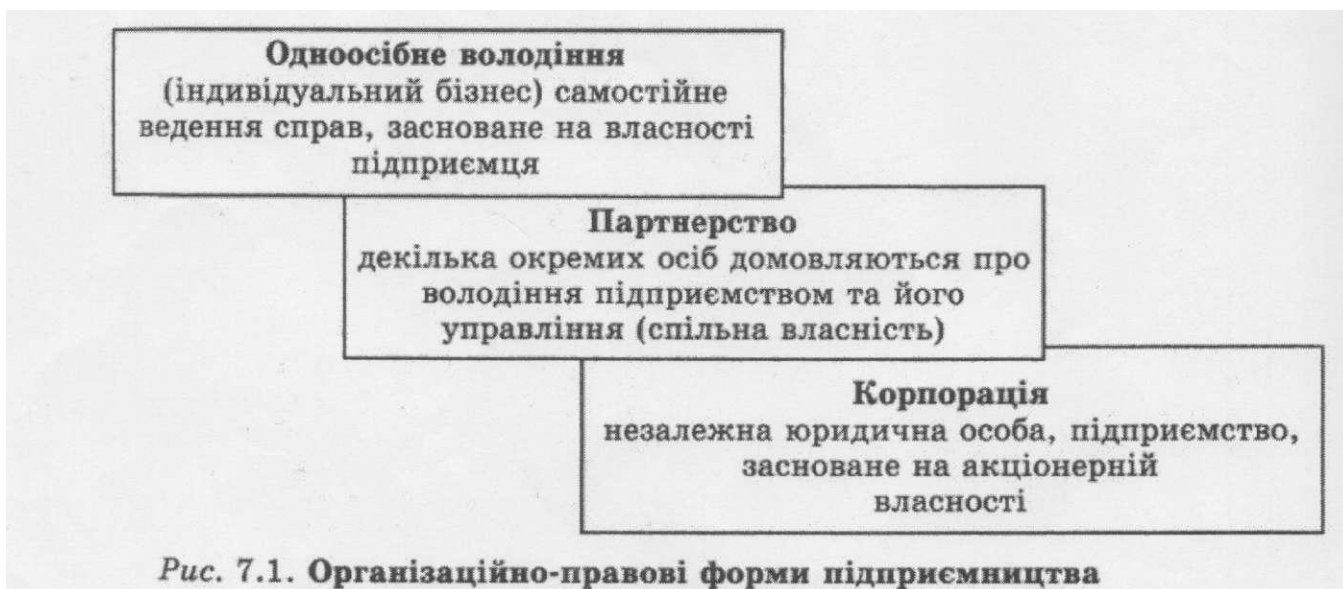 Одноосібне володіння
(індивідуальний бізнес) самостійне
ведення справ, засноване на власності
підприємця
Партнерство
декілька окремих осіб домовляються про
володіння підприємством та його
управління (спільна власність)
Корпорація
незалежна юридична особа, підприємство,
засноване на акціонерній
власності
Рис. 7.1. Організаційно-правові форми підприємництва